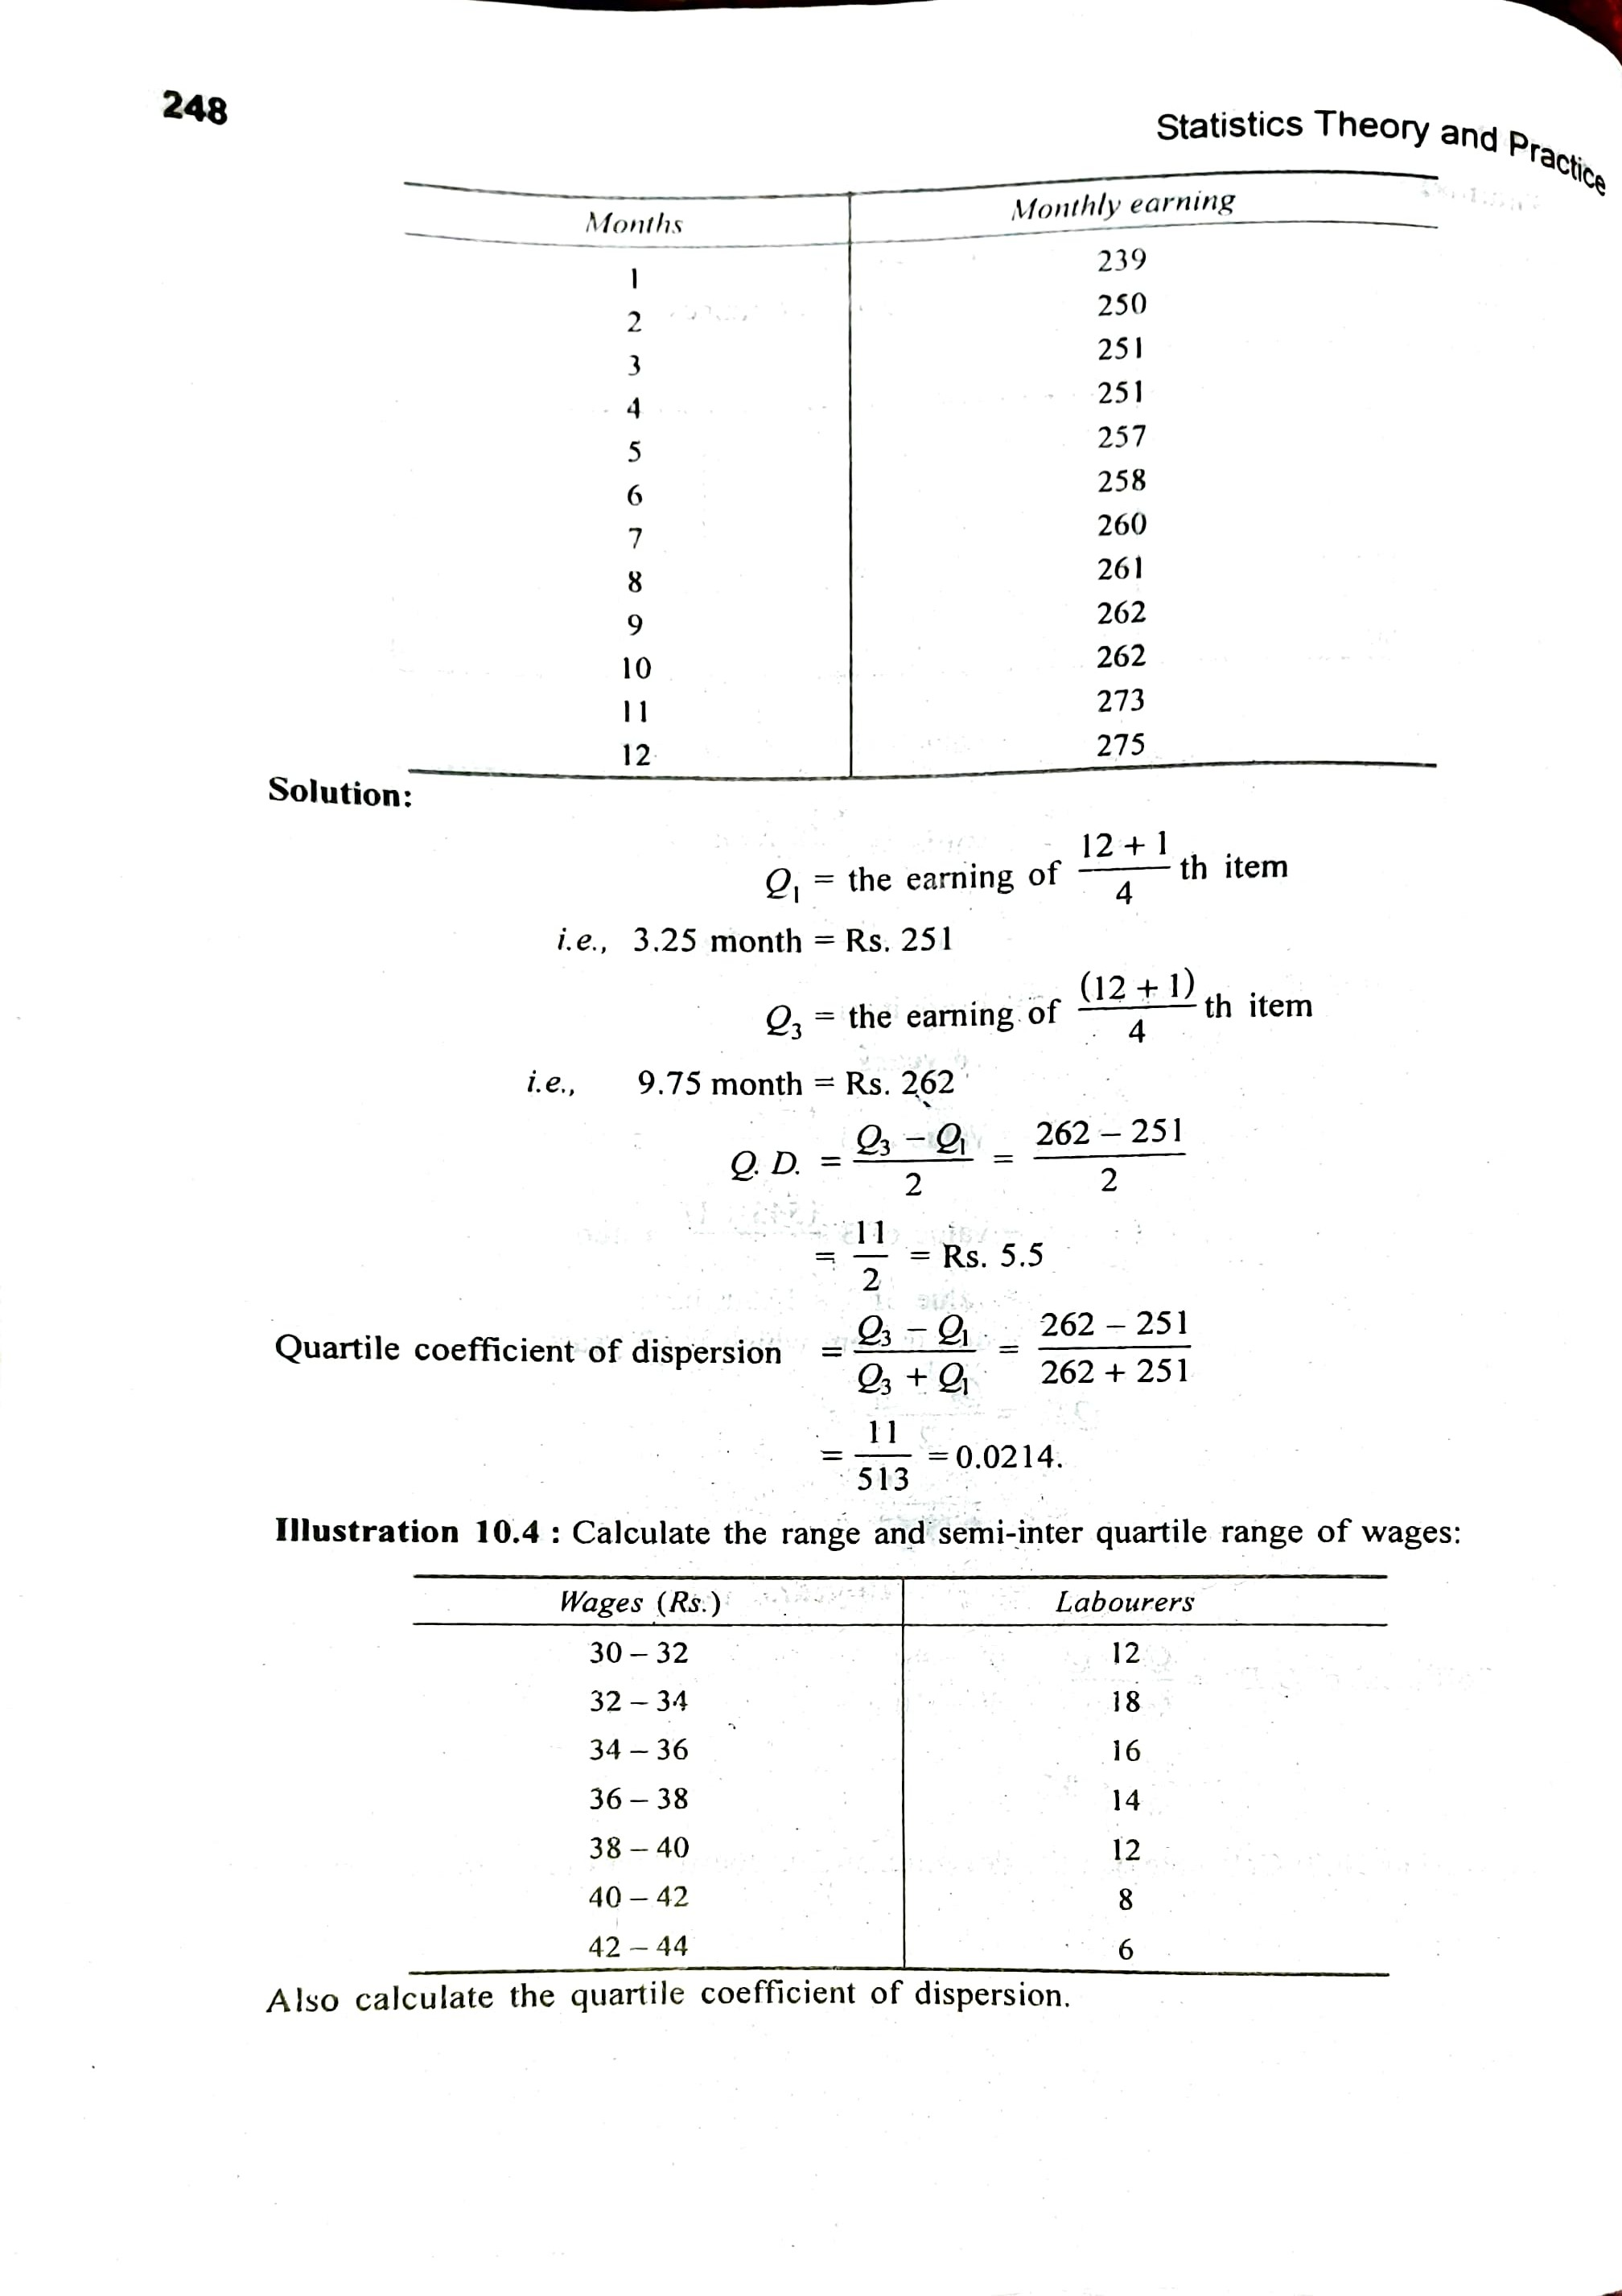 248
Statistics Theory and Practice
Months Monthly earning
1 239
2 250
3 251
4 251
5 257
6 258
7 260
8 261
9 262
10 262
11 273
12 275
Solution:
Q₁ = the earning of (12 + 1)/4 th item
i.e., 3.25 month = Rs. 251
Q₃ = the earning of (12 + 1)/4 th item
i.e., 9.75 month = Rs. 262
Q. D. = (Q₃ − Q₁)/2 = (262 − 251)/2
= 11/2 = Rs. 5.5
Quartile coefficient of dispersion = (Q₃ − Q₁)/(Q₃ + Q₁) = (262 − 251)/(262 + 251)
= 11/513 = 0.0214.
Illustration 10.4 : Calculate the range and semi-inter quartile range of wages:
Wages (Rs.) Labourers
30 – 32 12
32 – 34 18
34 – 36 16
36 – 38 14
38 – 40 12
40 – 42 8
42 – 44 6
Also calculate the quartile coefficient of dispersion.